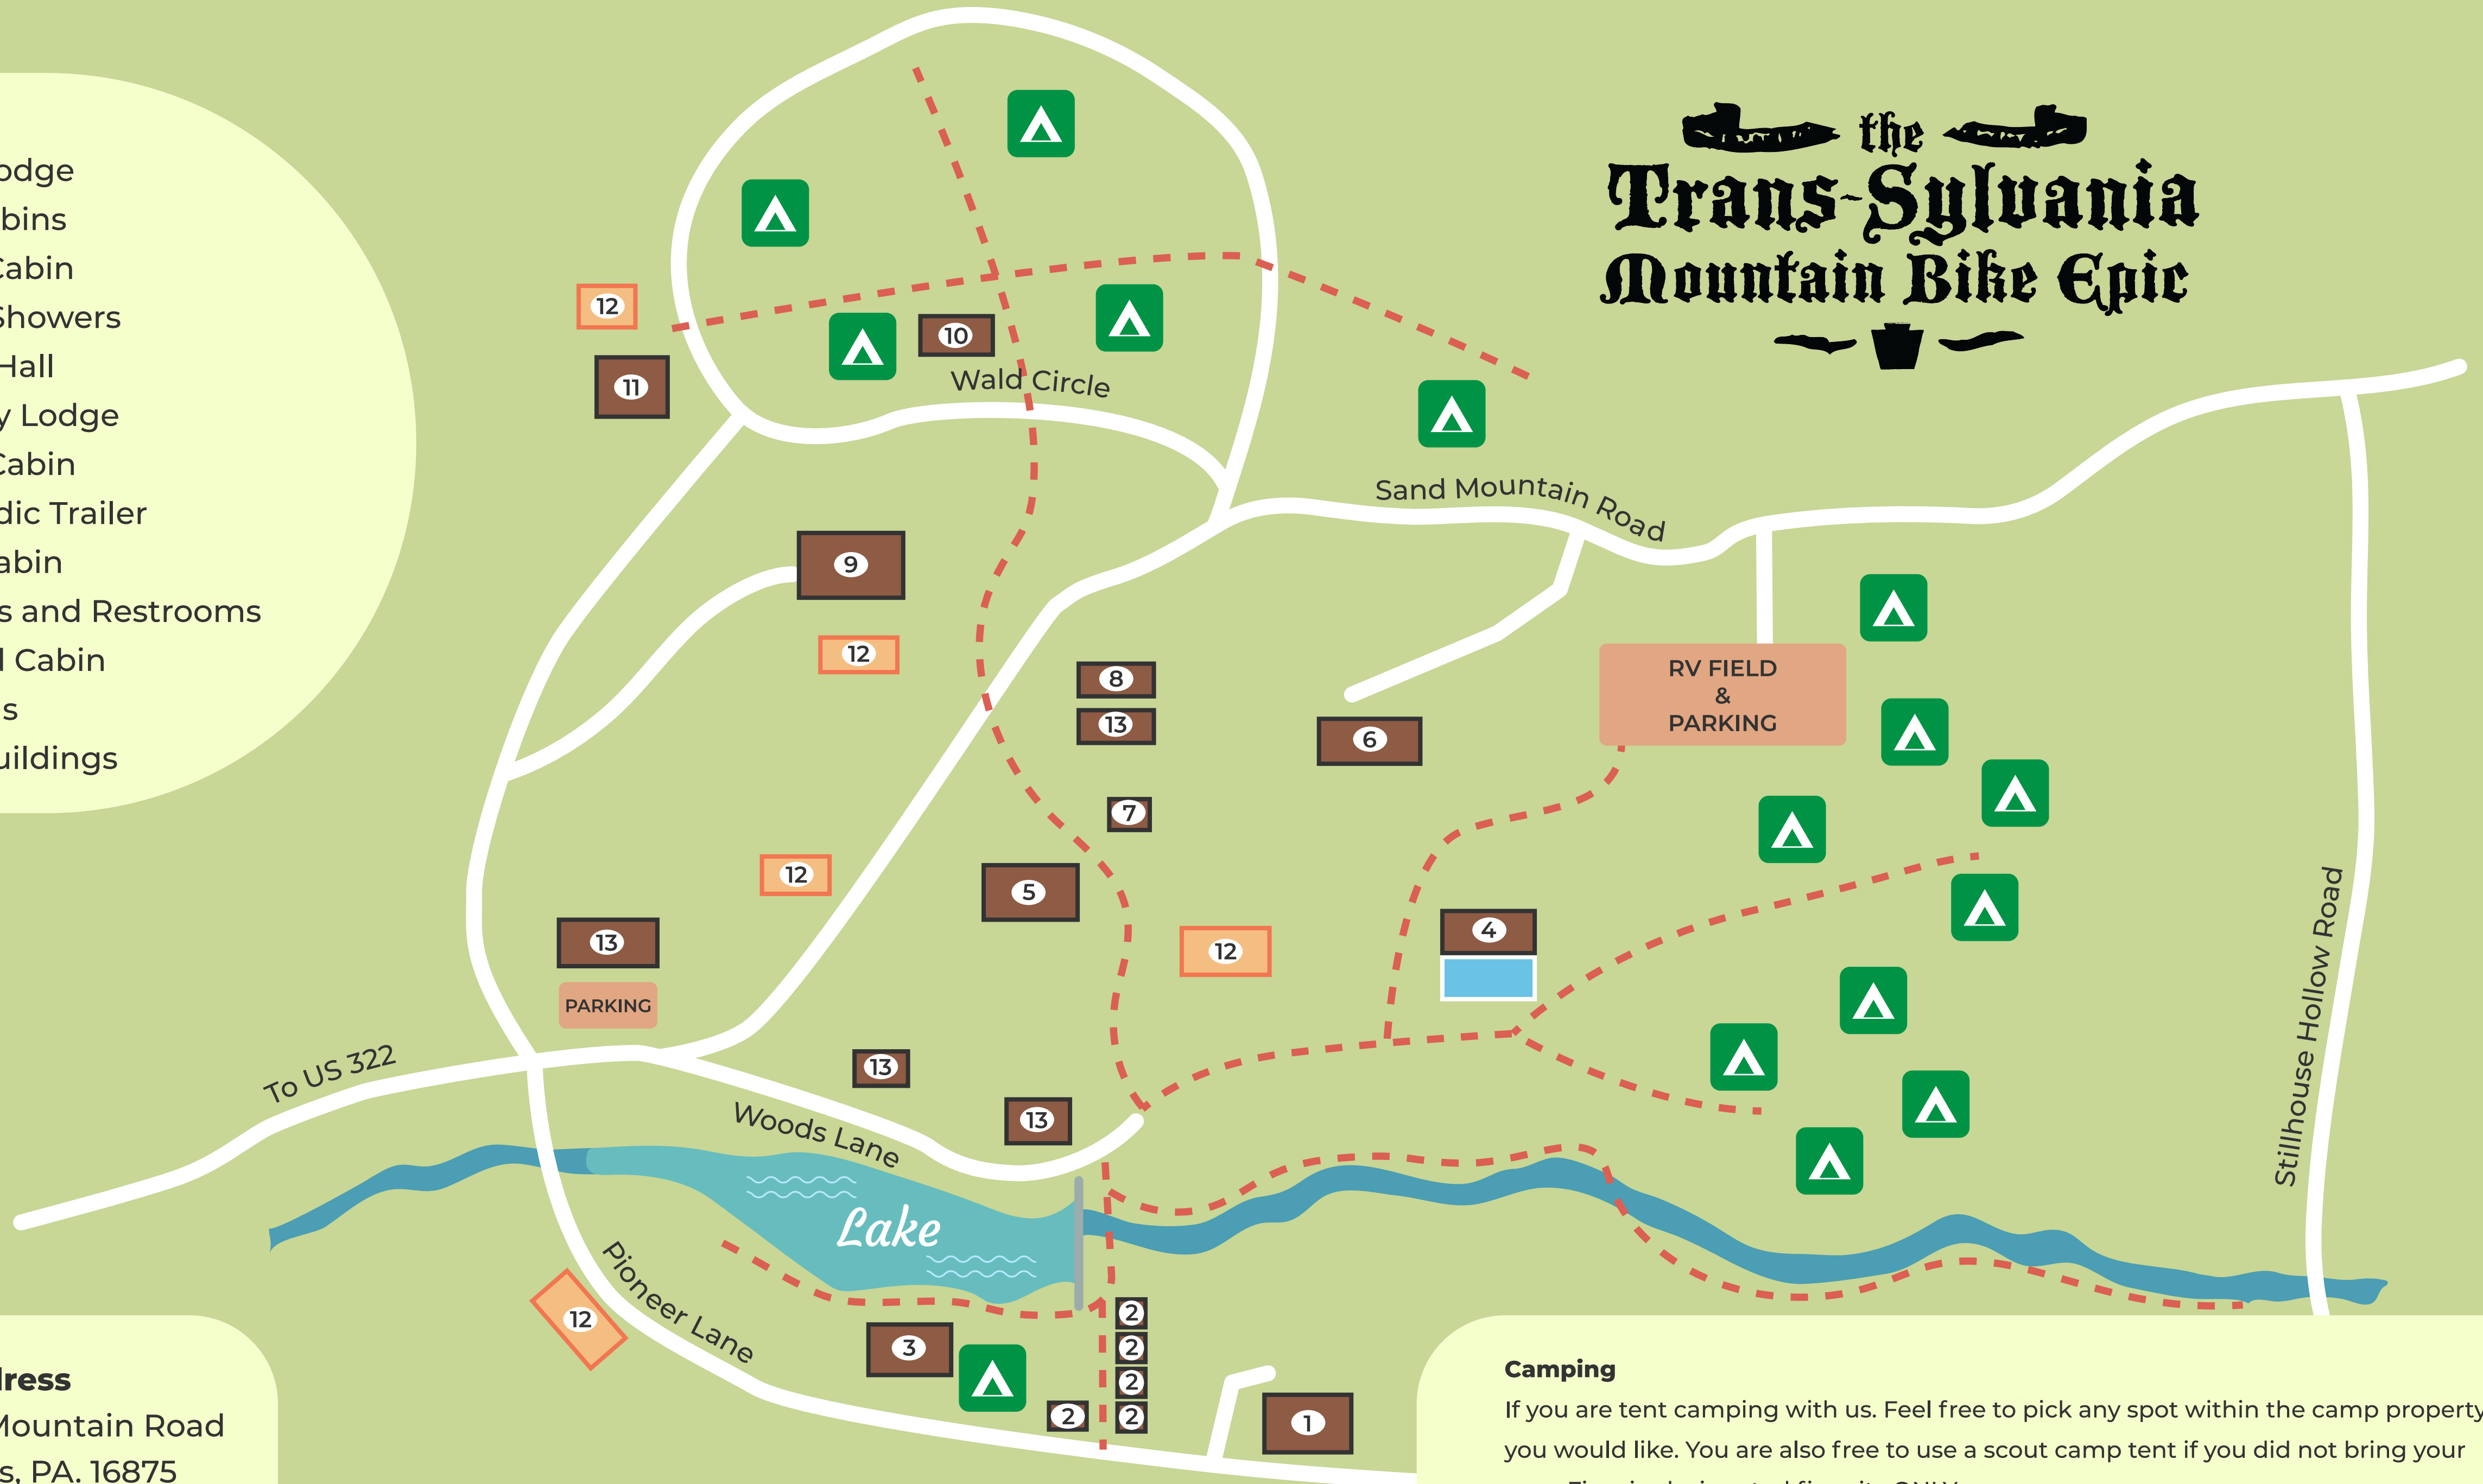 the
Trans-Sylvania
Mountain Bike Epic
odge
bins
Cabin
Showers
Hall
y Lodge
Cabin
dic Trailer
abin
s and Restrooms
l Cabin
s
uildings
12
11
10
Wald Circle
Sand Mountain Road
9
12
8
13
RV FIELD
&
PARKING
6
7
12
5
4
13
12
PARKING
To US 322
13
13
Woods Lane
Stillhouse Hollow Road
Lake
Pioneer Lane
12
3
2
2
2
2
2
1
dress
Mountain Road
s, PA. 16875
Camping
If you are tent camping with us. Feel free to pick any spot within the camp property
you would like. You are also free to use a scout camp tent if you did not bring your